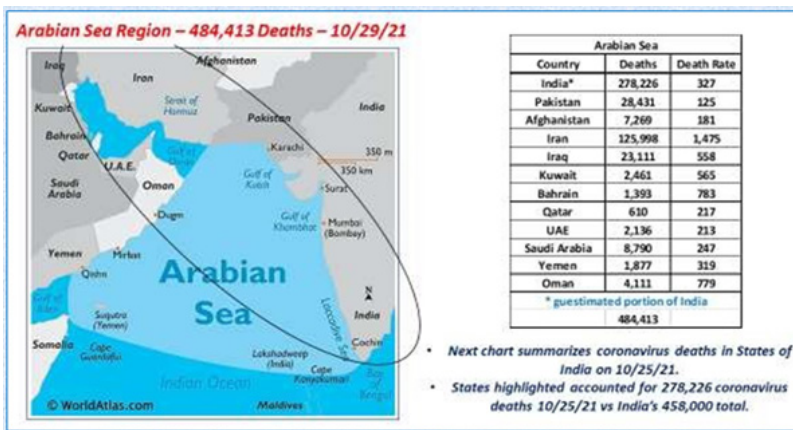 Arabian Sea Region – 484,413 Deaths – 10/29/21
Iraq
Iran
Afghanistan
Kuwait
Strait of
Hormuz
India
Pakistan
Bahrain
Qatar
U.A.E.
Gulf of
Karachi
350 m
350 km
Saudi
Arabia
Oman
Gulf of
Kutch
Surat
Duqm
Gulf of
Khambhat
Mumbai
(Bombay)
Yemen
Mirbat
Qishn
Arabian
Sea
N
Gulf of
Suqutra
(Yemen)
India
Laccadive Sea
Somalia
Cape
Guardafui
Lakshadweep
(India)
Cochin
Cape
Kanyakumari
Bay
of
Bengal
Indian Ocean
Maldives
© WorldAtlas.com
Arabian Sea
Country Deaths Death Rate
India* 278,226 327
Pakistan 28,431 125
Afghanistan 7,269 181
Iran 125,998 1,475
Iraq 23,111 558
Kuwait 2,461 565
Bahrain 1,393 783
Qatar 610 217
UAE 2,136 213
Saudi Arabia 8,790 247
Yemen 1,877 319
Oman 4,111 779
* guestimated portion of India
484,413
• Next chart summarizes coronavirus deaths in States of
India on 10/25/21.
• States highlighted accounted for 278,226 coronavirus
deaths 10/25/21 vs India's 458,000 total.